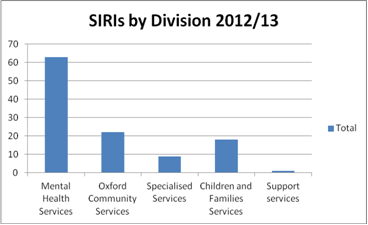 SIRIs by Division 2012/13
70
60
50
40
30
20
10
0
Mental Health Services
Oxford Community Services
Specialised Services
Children and Families Services
Support services
Total